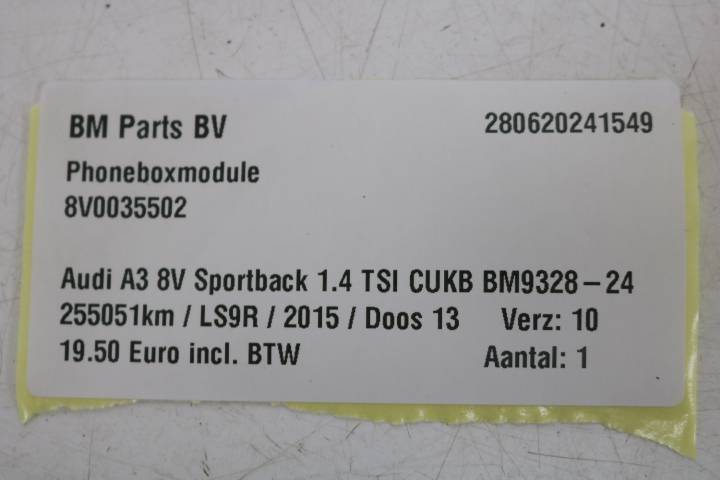 BM Parts BV 280620241549
Phoneboxmodule
8V0035502
Audi A3 8V Sportback 1.4 TSI CUKB BM9328-24
255051km / LS9R / 2015 / Doos 13 Verz: 10
19.50 Euro incl. BTW Aantal: 1